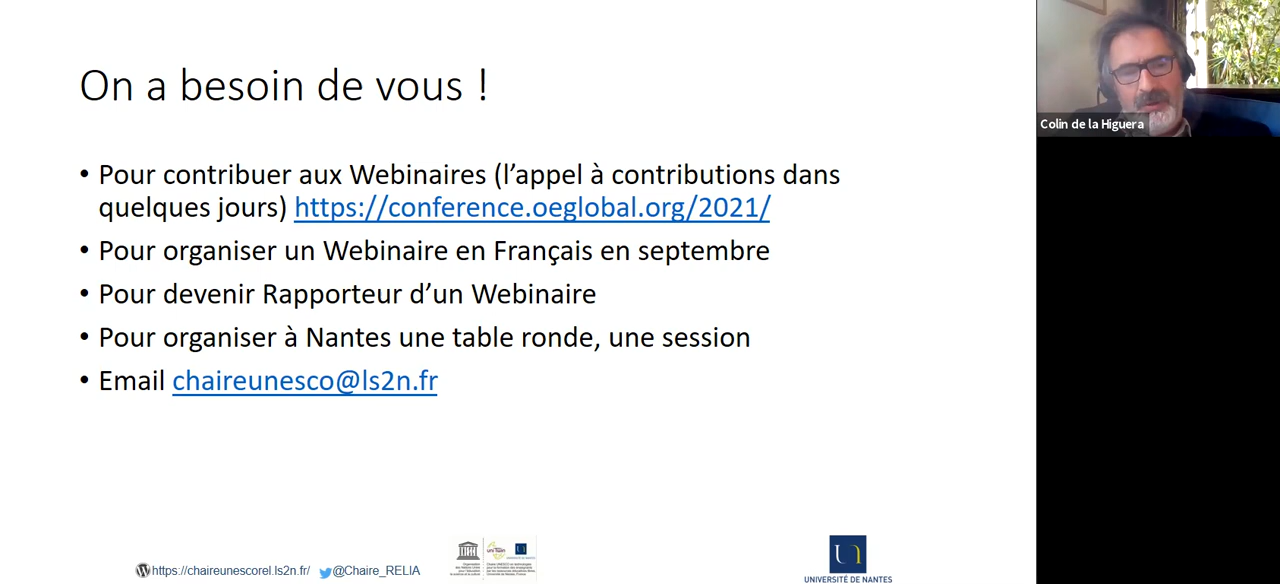 On a besoin de vous !
• Pour contribuer aux Webinaires (l’appel à contributions dans
quelques jours) https://conference.oeglobal.org/2021/
• Pour organiser un Webinaire en Français en septembre
• Pour devenir Rapporteur d’un Webinaire
• Pour organiser à Nantes une table ronde, une session
• Email chaireunesco@ls2n.fr
Colin de la Higuera
https://chaireunescorel.ls2n.fr/
@Chaire_RELIA
UNIVERSITÉ DE NANTES